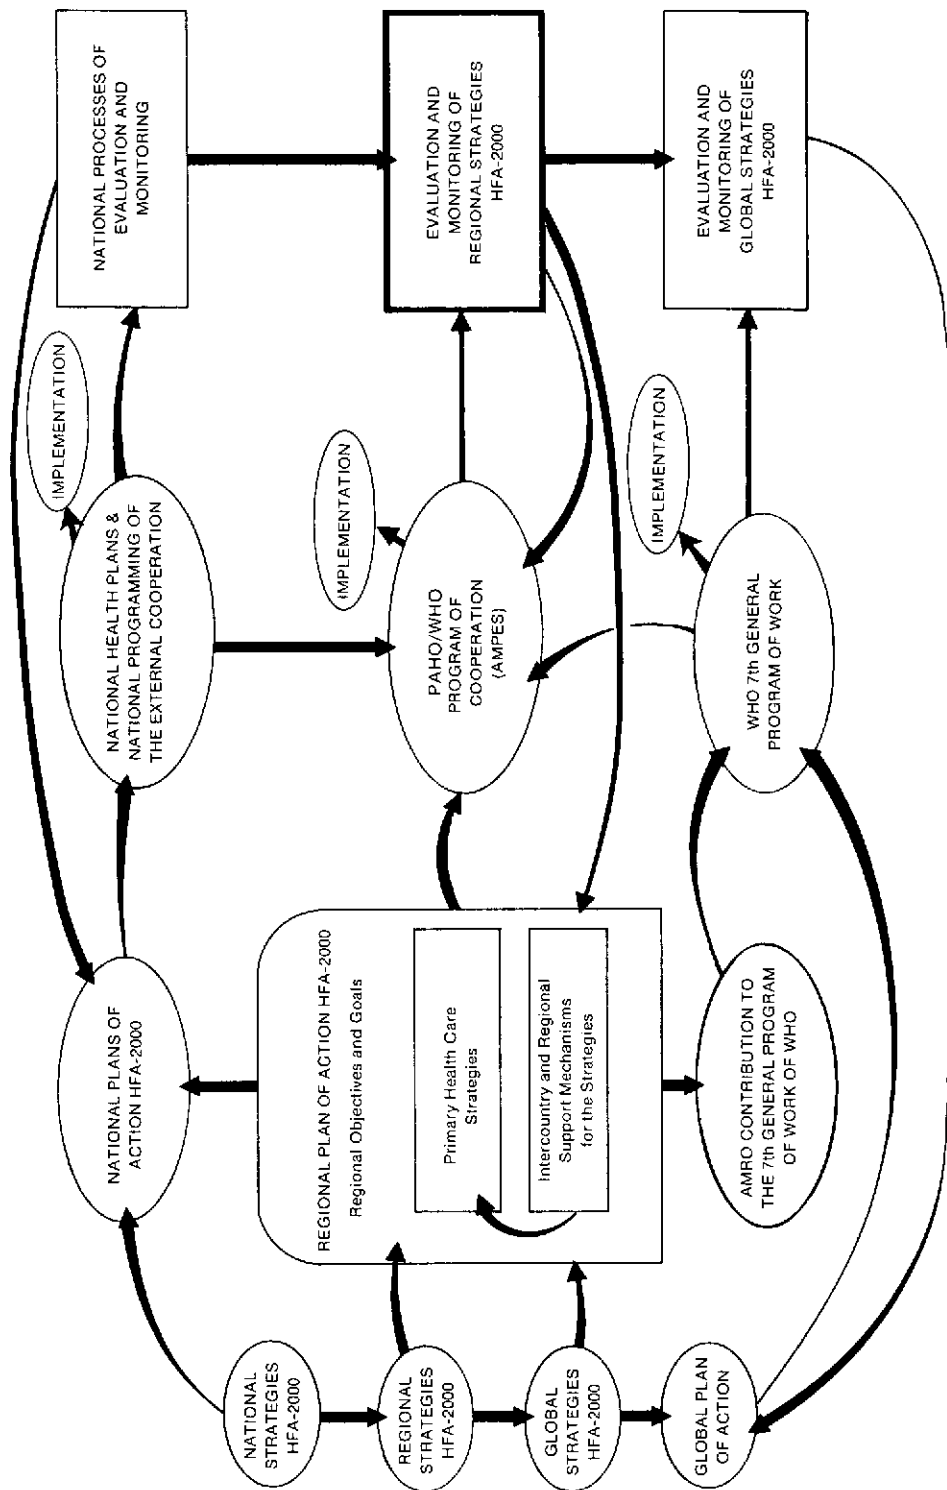 NATIONAL
STRATEGIES
HFA-2000
REGIONAL
STRATEGIES
HFA-2000
GLOBAL
STRATEGIES
HFA-2000
GLOBAL PLAN
OF ACTION
NATIONAL PLANS OF
ACTION HFA-2000
REGIONAL PLAN OF ACTION HFA-2000
Regional Objectives and Goals
Primary Health Care
Strategies
Intercountry and Regional
Support Mechanisms
for the Strategies
AMRO CONTRIBUTION TO
THE 7th GENERAL PROGRAM
OF WORK OF WHO
NATIONAL HEALTH PLANS &
NATIONAL PROGRAMMING OF
THE EXTERNAL COOPERATION
IMPLEMENTATION
PAHO/WHO
PROGRAM OF
COOPERATION
(AMPES)
IMPLEMENTATION
WHO 7th GENERAL
PROGRAM OF WORK
IMPLEMENTATION
NATIONAL PROCESSES OF
EVALUATION AND
MONITORING
EVALUATION AND
MONITORING OF
REGIONAL STRATEGIES
HFA-2000
EVALUATION AND
MONITORING OF
GLOBAL STRATEGIES
HFA-2000